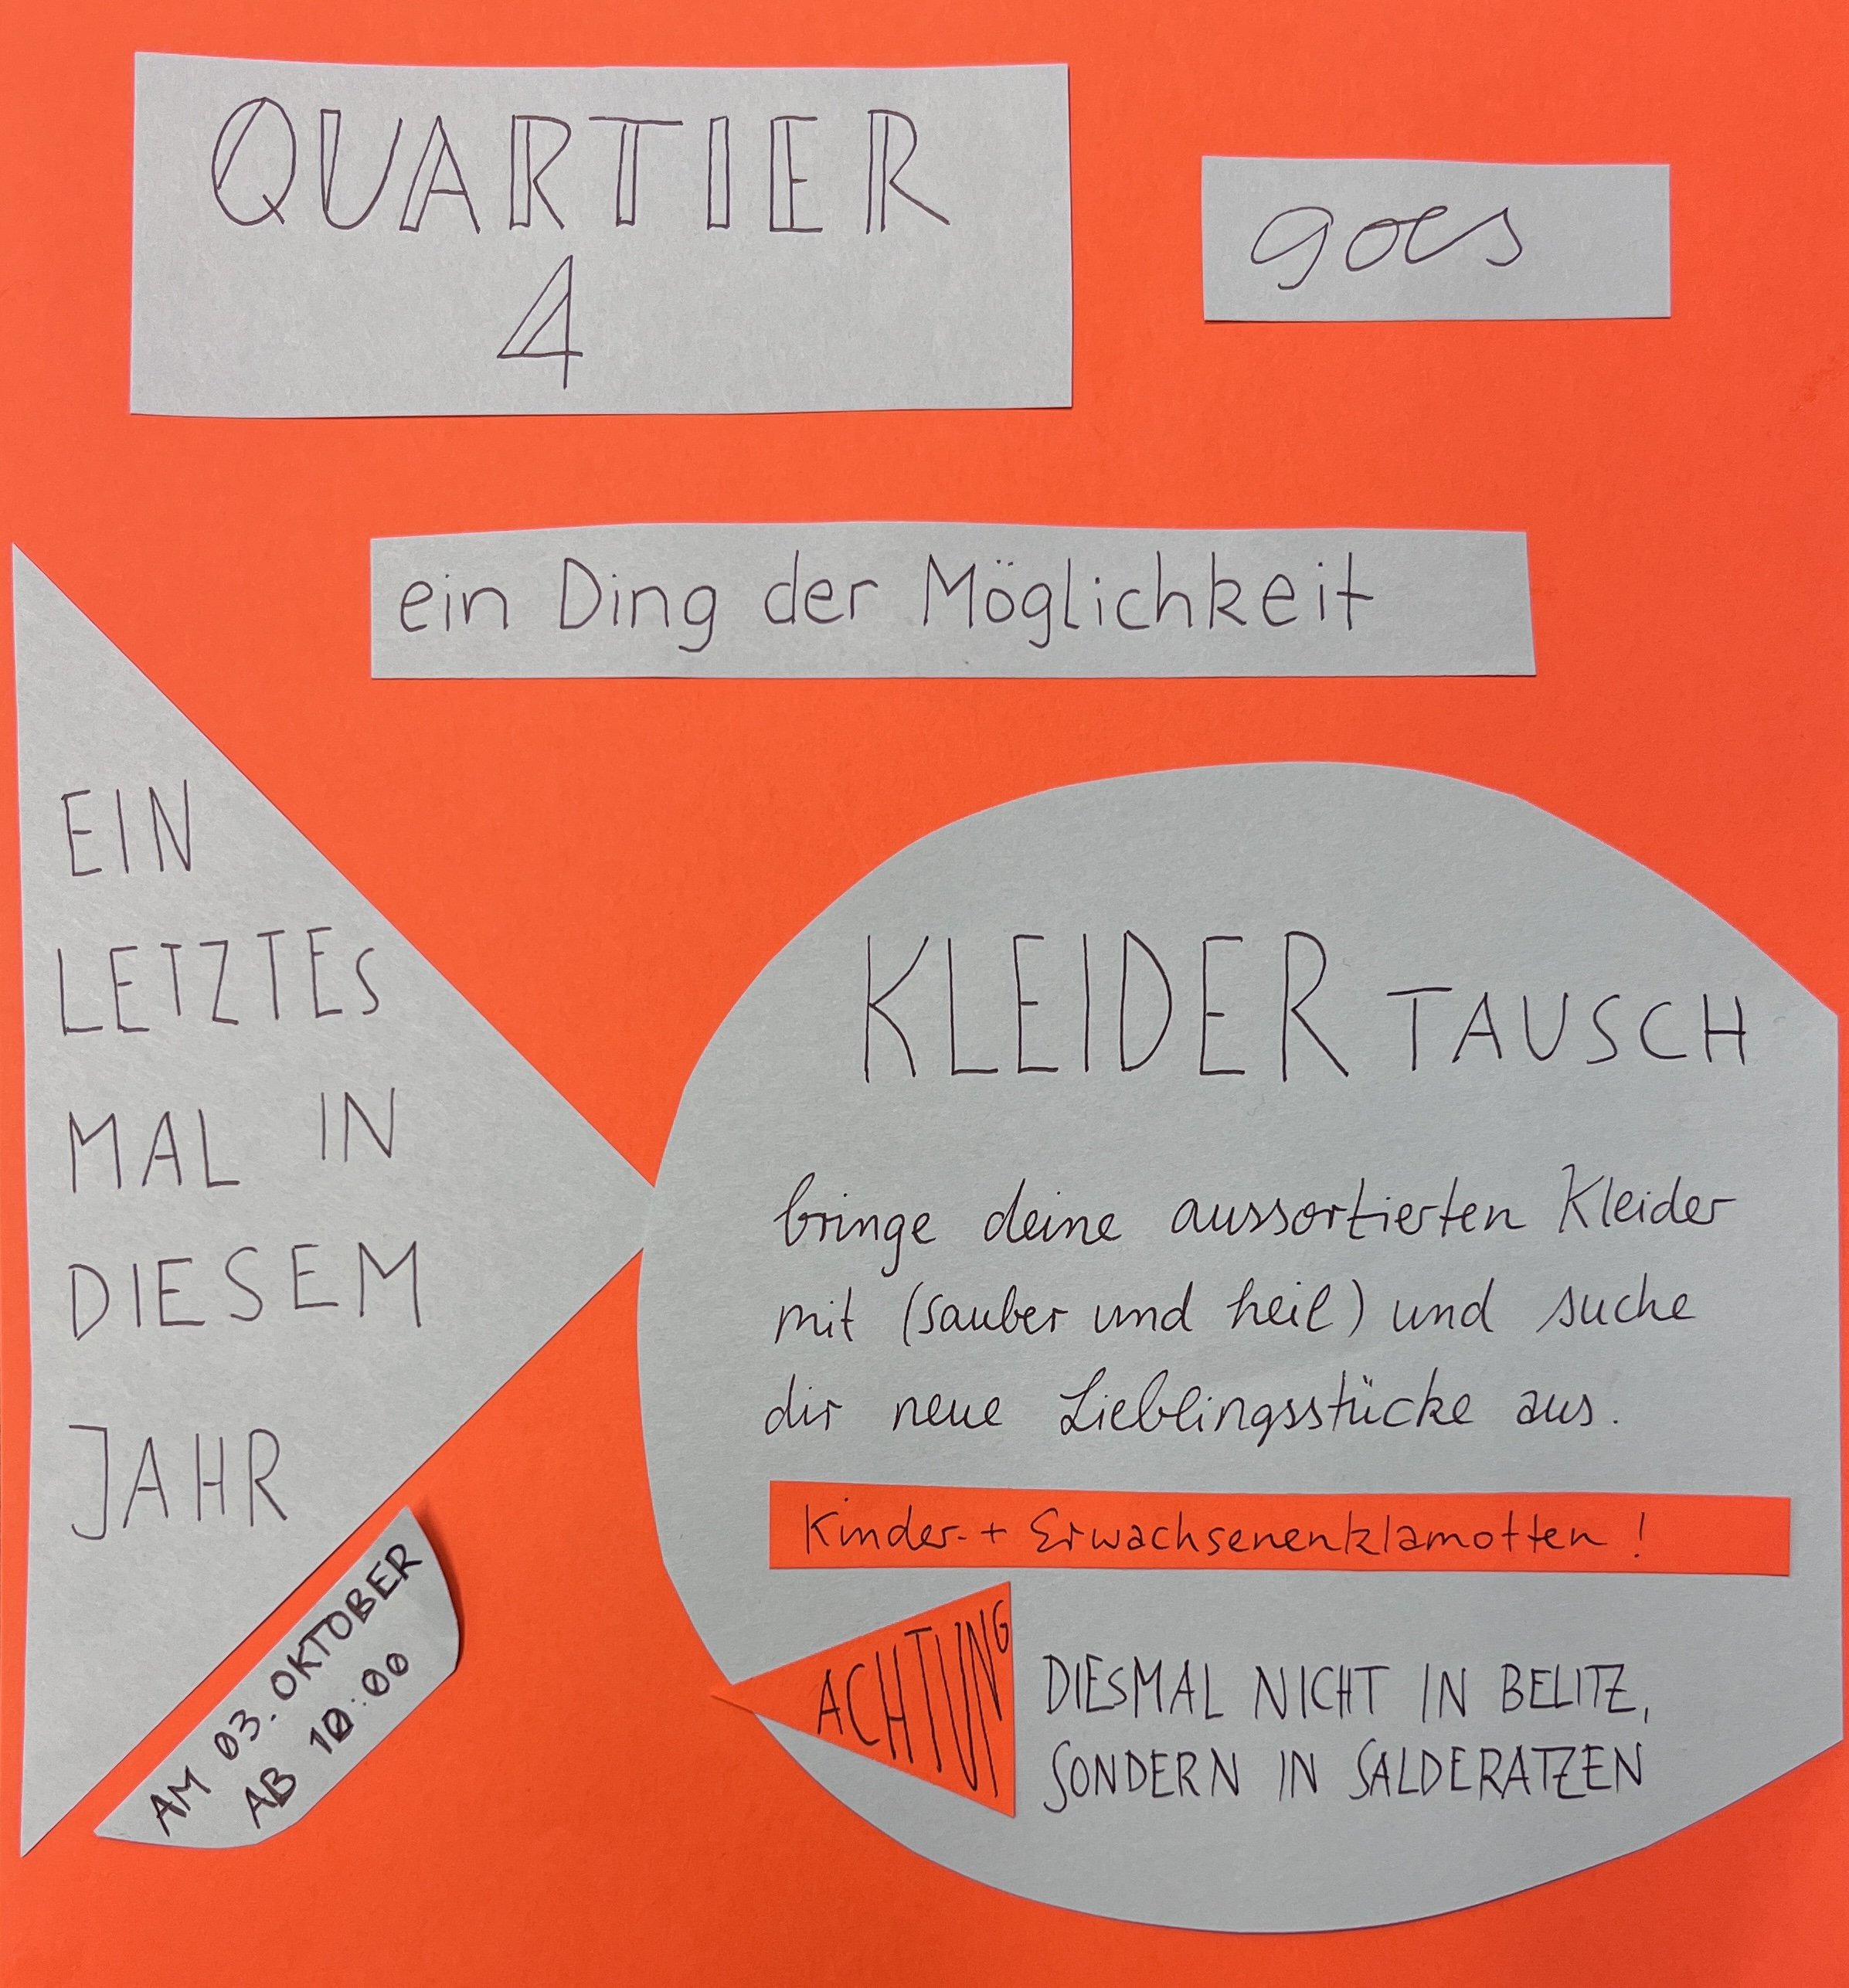 QUARTIER
4
goes
ein Ding der Möglichkeit
EIN
LETZTES
MAL IN
DIESEM
JAHR
AM 03. OKTOBER
AB 10:00
KLEIDER TAUSCH
bringe deine aussortierten Kleider
mit (sauber und heil) und suche
dir neue Lieblingsstücke aus.
Kinder- + Erwachsenenklamotten !
ACHTUNG
DIESMAL NICHT IN BELITZ,
SONDERN IN SALDERATZEN